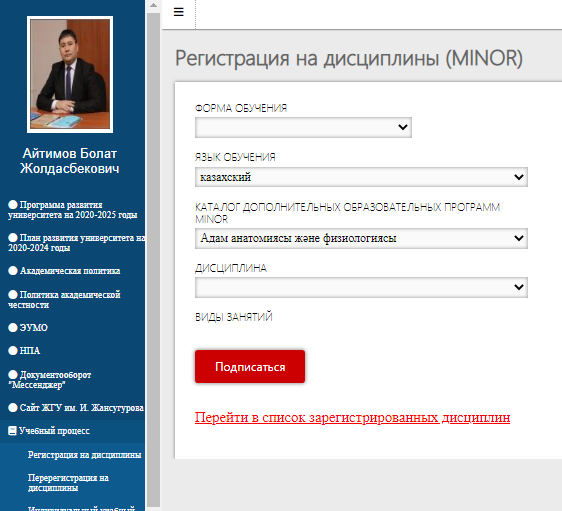 Айтимов Болат
Жолдасбекович
Программа развития
университета на 2020-2025 годы
План развития университета на
2020-2024 годы
Академическая политика
Политика академической
честности
ЭУМО
НПА
Документооборот
"Мессенджер"
Сайт ЖГУ им. И. Жансугурова
Учебный процесс
Регистрация на дисциплины
Перерегистрация на
дисциплины
Индивидуальный учебный
Регистрация на дисциплины (MINOR)
ФОРМА ОБУЧЕНИЯ
ЯЗЫК ОБУЧЕНИЯ
казахский
КАТАЛОГ ДОПОЛНИТЕЛЬНЫХ ОБРАЗОВАТЕЛЬНЫХ ПРОГРАММ
MINOR
Адам анатомиясы және физиологиясы
ДИСЦИПЛИНА
ВИДЫ ЗАНЯТИЙ
Подписаться
Перейти в список зарегистрированных дисциплин